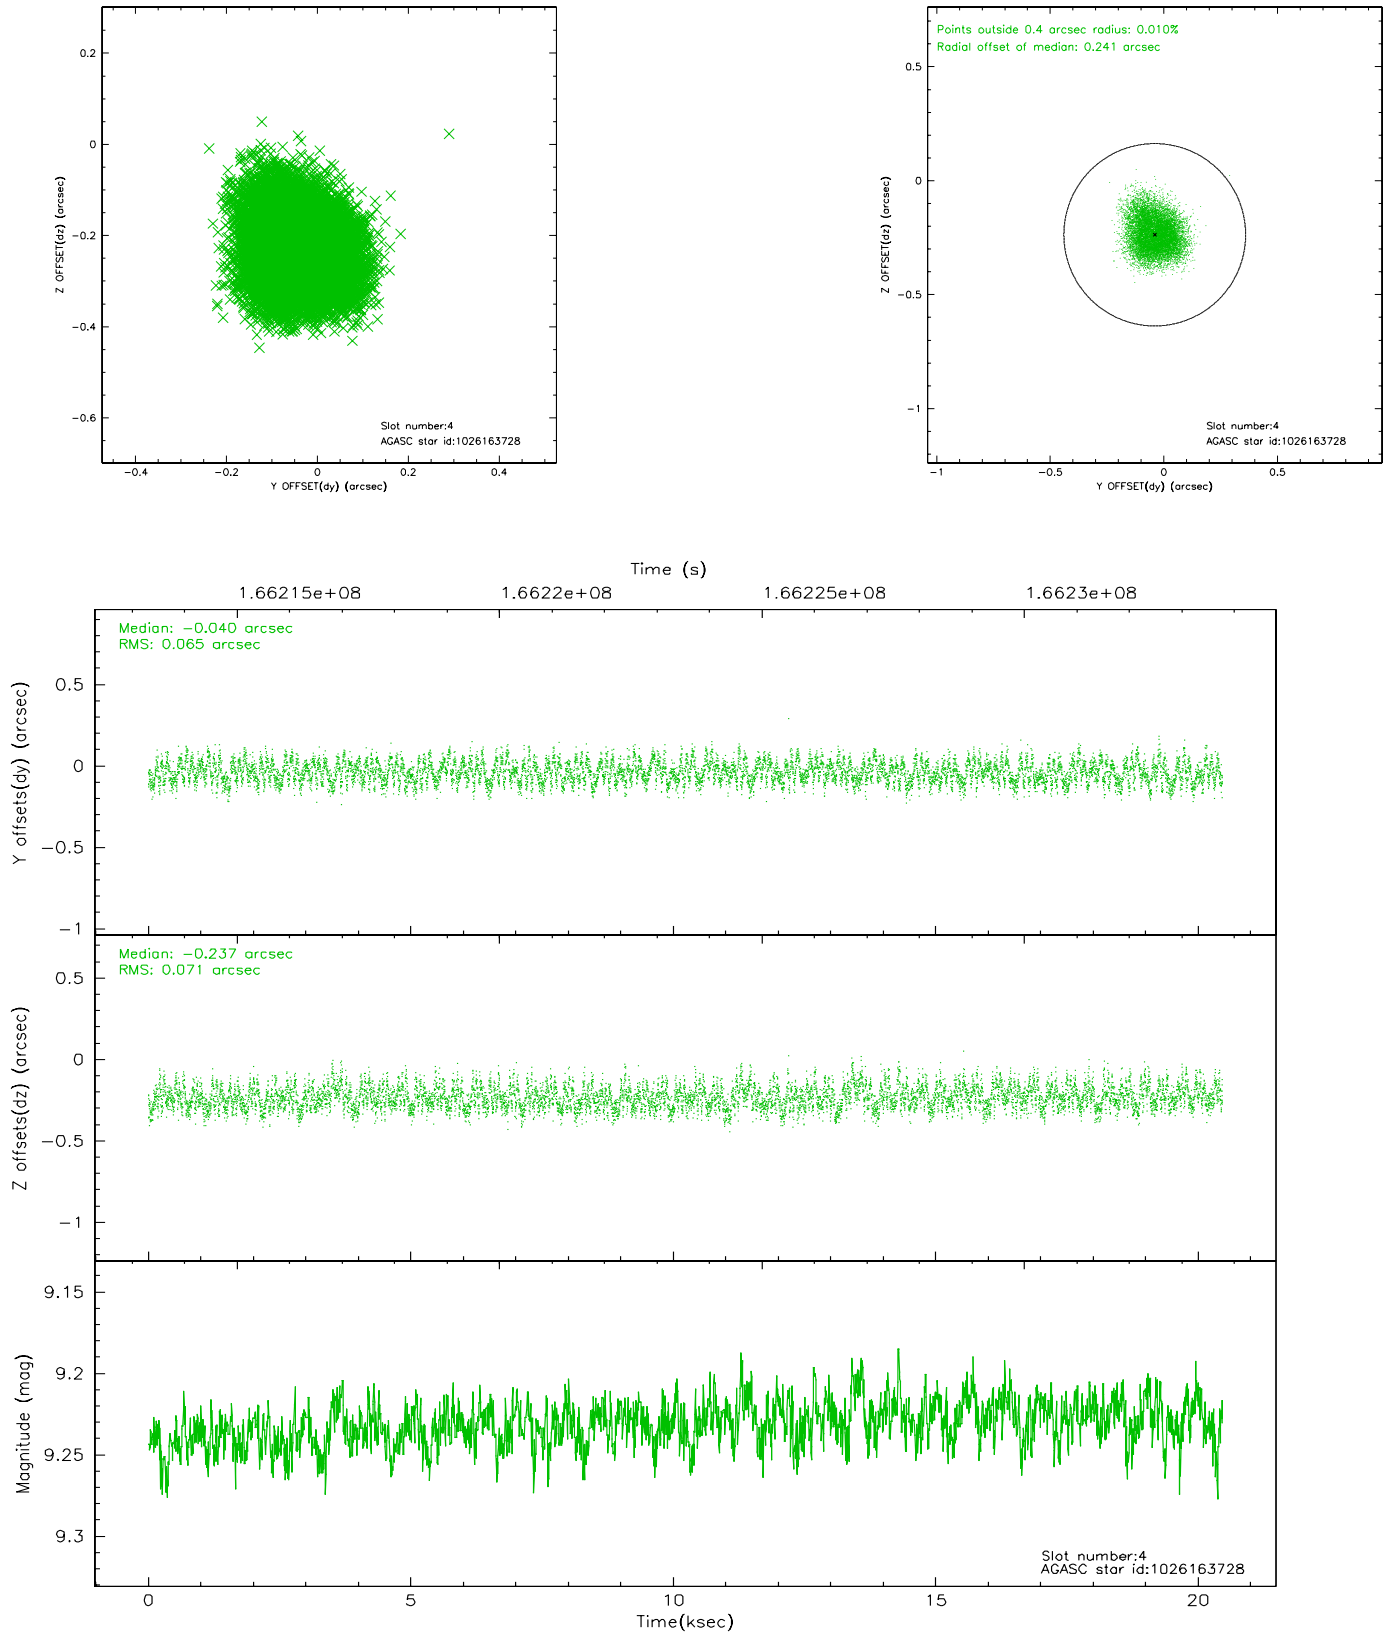 0.2
0
−0.2
−0.4
−0.6
Z OFFSET(dz) (arcsec)
Slot number:4
AGASC star id:1026163728
−0.4
−0.2
0
0.2
0.4
Y OFFSET(dy) (arcsec)
Points outside 0.4 arcsec radius: 0.010%
Radial offset of median: 0.241 arcsec
0.5
0
−0.5
−1
Z OFFSET(dz) (arcsec)
Slot number:4
AGASC star id:1026163728
−1
−0.5
0
0.5
Y OFFSET(dy) (arcsec)
Time (s)
1.66215e+08
1.6622e+08
1.66225e+08
1.6623e+08
Median: −0.040 arcsec
RMS: 0.065 arcsec
0.5
0
−0.5
−1
Y offsets(dy) (arcsec)
Median: −0.237 arcsec
RMS: 0.071 arcsec
0.5
0
−0.5
−1
Z offsets(dz) (arcsec)
9.15
9.2
9.25
9.3
Magnitude (mag)
Slot number:4
AGASC star id:1026163728
0
5
10
15
20
Time(ksec)